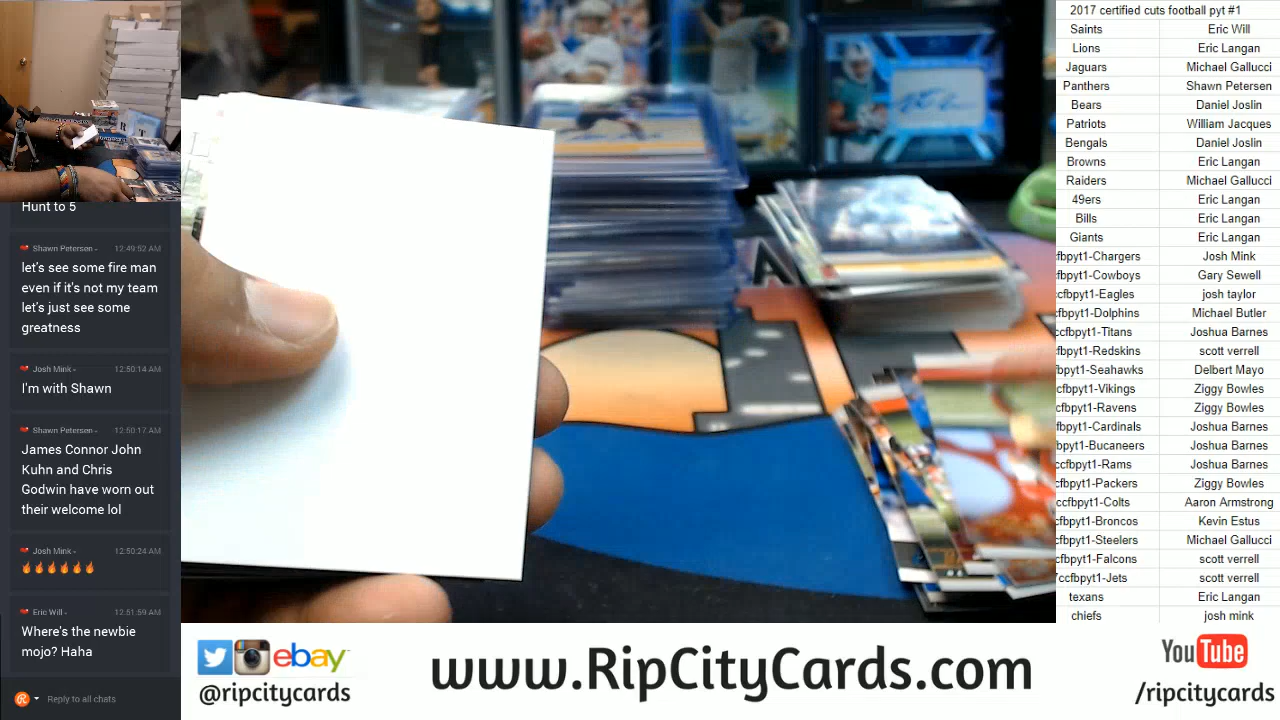 Hunt to 5
Shawn Petersen - 12:49:52 AM
let's see some fire man
even if it's not my team
let's just see some
greatness
Josh Mink - 12:50:14 AM
I'm with Shawn
Shawn Petersen - 12:50:17 AM
James Connor John
Kuhn and Chris
Godwin have worn out
their welcome lol
Josh Mink - 12:50:24 AM
🔥🔥🔥🔥🔥🔥
Eric Will - 12:51:59 AM
Where's the newbie
mojo? Haha
Reply to all chats
2017 certified cuts football pyt #1
Saints Eric Will
Lions Eric Langan
Jaguars Michael Gallucci
Panthers Shawn Petersen
Bears Daniel Joslin
Patriots William Jacques
Bengals Daniel Joslin
Browns Eric Langan
Raiders Michael Gallucci
49ers Eric Langan
Bills Eric Langan
Giants Eric Langan
cfbpyt1-Chargers Josh Mink
ccfbpyt1-Cowboys Gary Sewell
ccfbpyt1-Eagles josh taylor
cfbpyt1-Dolphins Michael Butler
ccfbpyt1-Titans Joshua Barnes
cfbpyt1-Redskins scott verrell
fbpyt1-Seahawks Delbert Mayo
ccfbpyt1-Vikings Ziggy Bowles
ccfbpyt1-Ravens Ziggy Bowles
cfbpyt1-Cardinals Joshua Barnes
bpyt1-Bucaneers Joshua Barnes
ccfbpyt1-Rams Joshua Barnes
cfbpyt1-Packers Ziggy Bowles
ccfbpyt1-Colts Aaron Armstrong
cfbpyt1-Broncos Kevin Estus
cfbpyt1-Steelers Michael Gallucci
cfbpyt1-Falcons scott verrell
7ccfbpyt1-Jets scott verrell
texans Eric Langan
chiefs josh mink
ebay
@ripcitycards
www.RipCityCards.com
YouTube
/ripcitycards